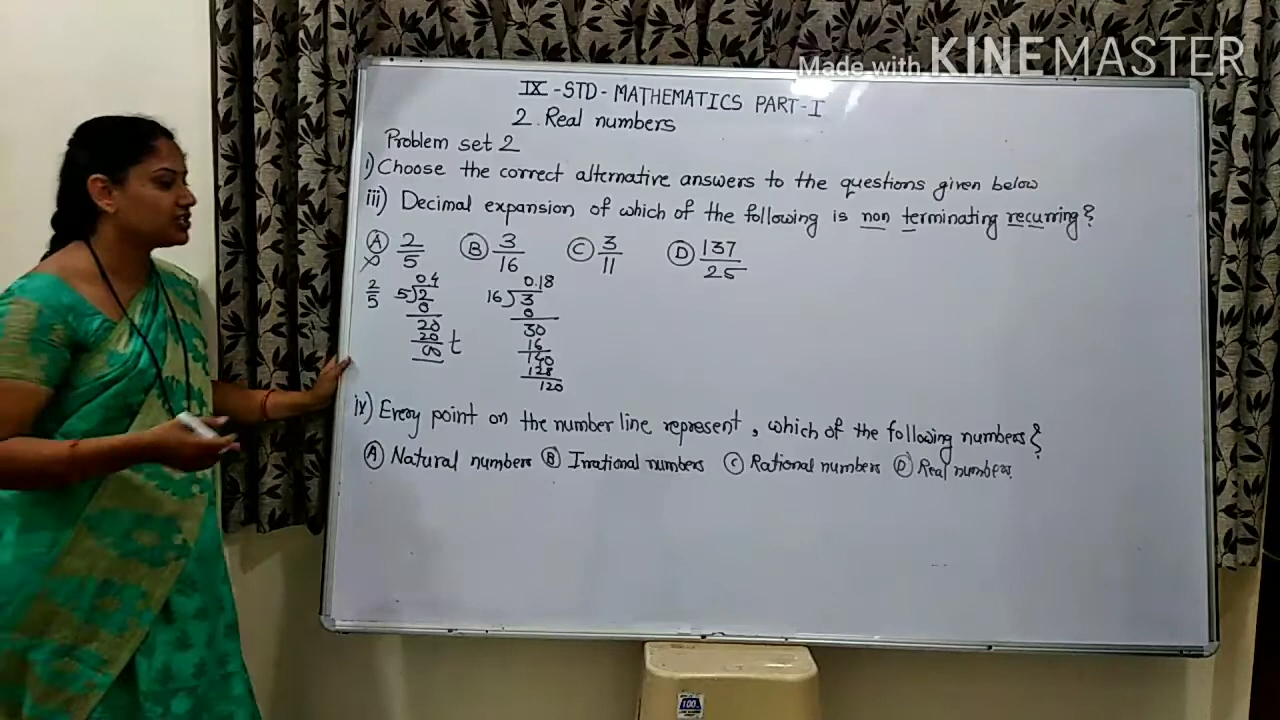 Made with KINEMASTER
IX - STD - MATHEMATICS PART - I
2. Real numbers
Problem set 2
i) Choose the correct alternative answers to the questions given below
iii) Decimal expansion of which of the following is non terminating recurring?
Ⓐ 2/5 Ⓑ 3/16 Ⓒ 3/11 Ⓓ 137/25
2/5
04
5)2
0
20
20
00 t
0.18
16)3
0
30
16
140
128
120
iv) Every point on the number line represent, which of the following numbers?
Ⓐ Natural numbers Ⓑ Irrational numbers Ⓒ Rational numbers Ⓓ Real numbers.
100